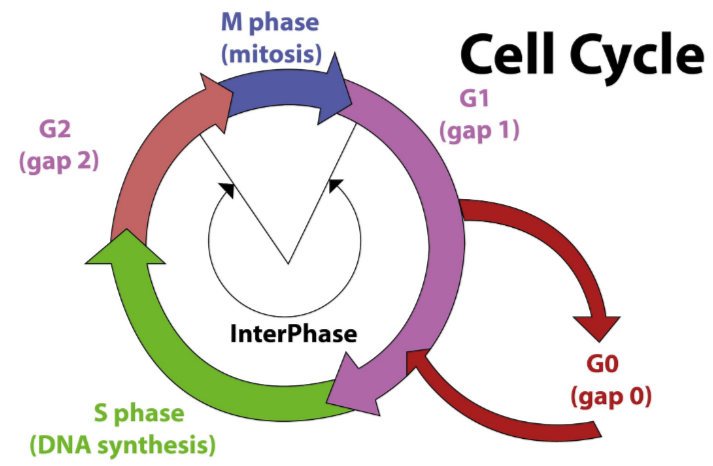 M phase
(mitosis)
Cell Cycle
G1
(gap 1)
G2
(gap 2)
InterPhase
G0
(gap 0)
S phase
(DNA synthesis)